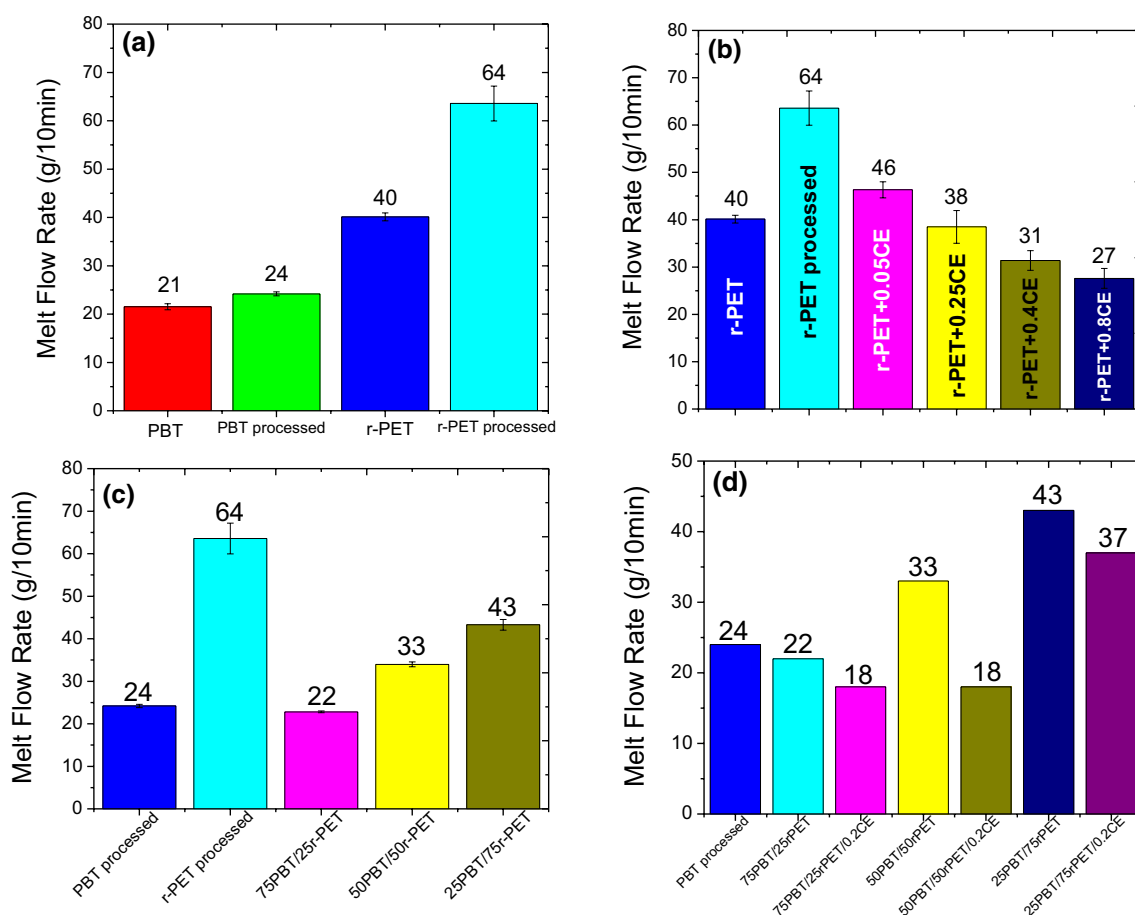 (a)
Melt Flow Rate (g/10min)
80
70
60
50
40
30
20
10
0
21
24
40
64
PBT
PBT processed
r-PET
r-PET processed
(b)
Melt Flow Rate (g/10min)
80
70
60
50
40
30
20
10
0
40
64
46
38
31
27
r-PET
r-PET processed
r-PET+0.05CE
r-PET+0.25CE
r-PET+0.4CE
r-PET+0.8CE
(c)
Melt Flow Rate (g/10min)
80
70
60
50
40
30
20
10
0
24
64
22
33
43
PBT processed
r-PET processed
75PBT/25r-PET
50PBT/50r-PET
25PBT/75r-PET
(d)
Melt Flow Rate (g/10min)
50
40
30
20
10
0
24
22
18
33
18
43
37
PBT processed
75PBT/25rPET
75PBT/25rPET/0.2CE
50PBT/50rPET
50PBT/50rPET/0.2CE
25PBT/75rPET
25PBT/75rPET/0.2CE